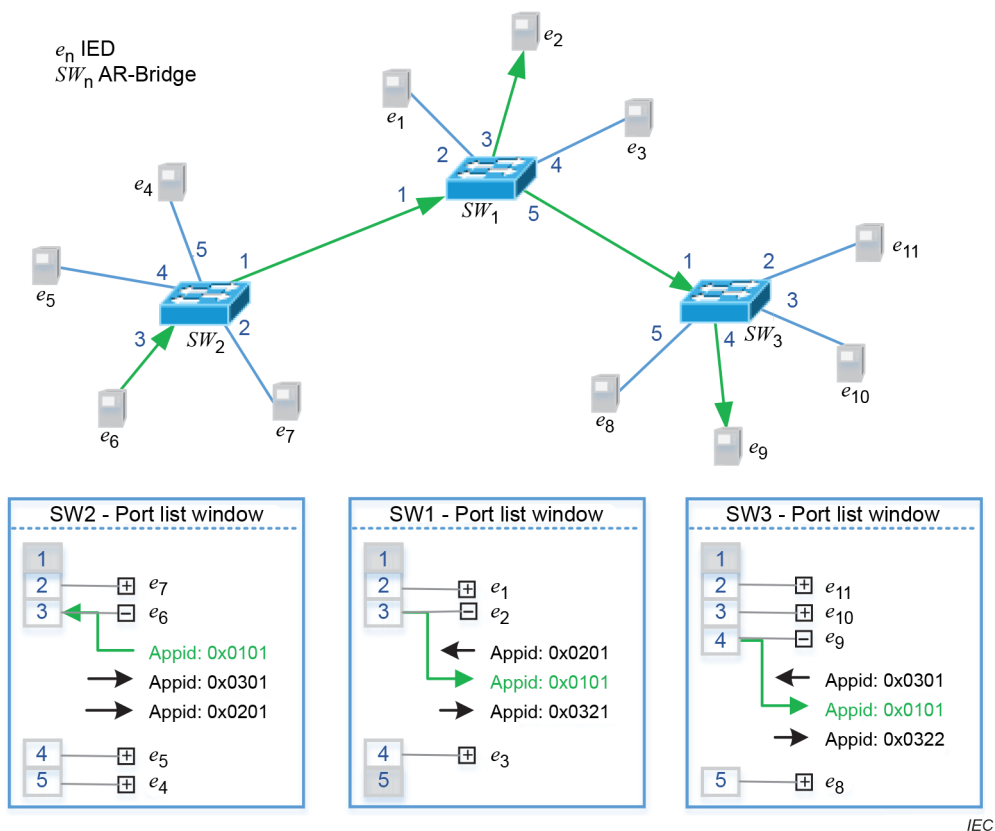 en IED
SWn AR-Bridge
e2
e1
3
2
4
e3
e4
1
SW1
5
5
1
4
e5
SW2
3
2
e6
e7
1
2
e11
3
5
4
SW3
e8
e10
e9
SW2 - Port list window
1
2 e7
3 e6
Appid: 0x0101
Appid: 0x0301
Appid: 0x0201
4 e5
5 e4
SW1 - Port list window
1
2 e1
3 e2
Appid: 0x0201
Appid: 0x0101
Appid: 0x0321
4 e3
5
SW3 - Port list window
1
2 e11
3 e10
4 e9
Appid: 0x0301
Appid: 0x0101
Appid: 0x0322
5 e8
IEC